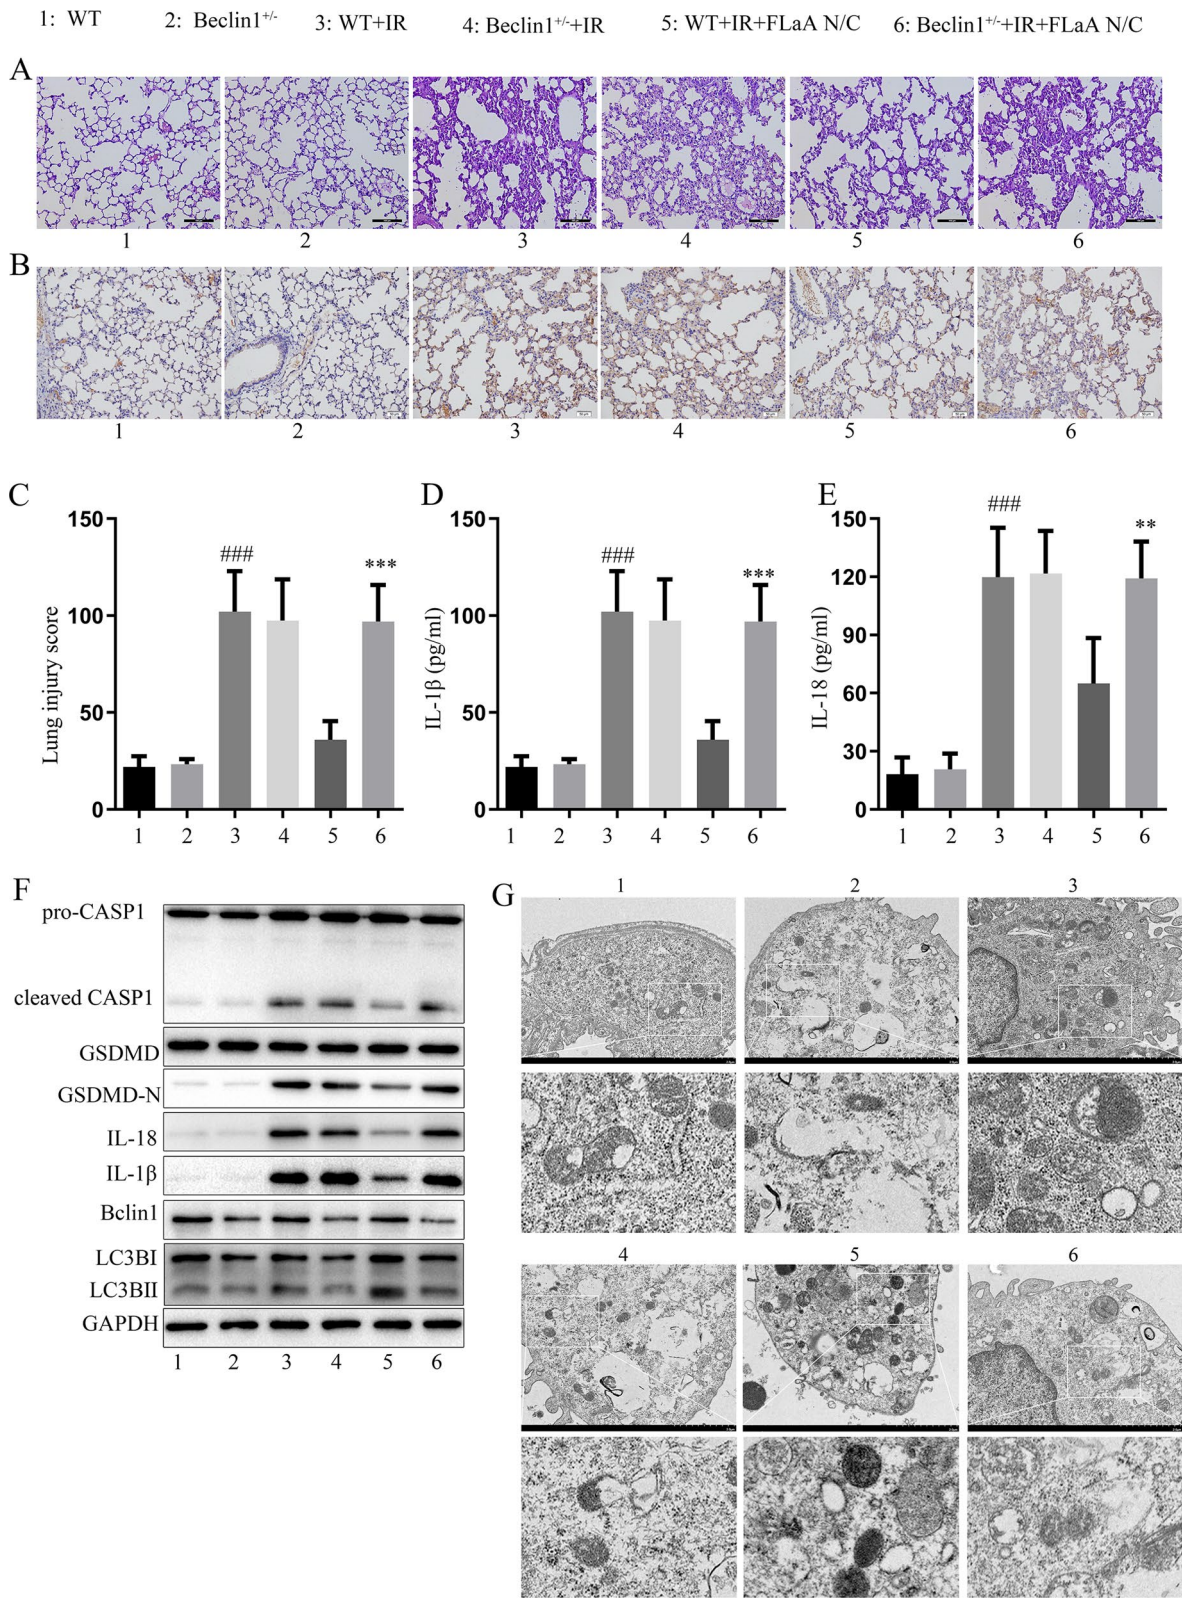 1: WT 2: Beclin1+/- 3: WT+IR 4: Beclin1+/-+IR 5: WT+IR+FLaA N/C 6: Beclin1+/-+IR+FLaA N/C
A
1 2 3 4 5 6
B
1 2 3 4 5 6
C
Lung injury score
150
100
50
0
###
***
1 2 3 4 5 6
D
IL-1β (pg/ml)
150
100
50
0
###
***
1 2 3 4 5 6
E
IL-18 (pg/ml)
150
120
90
60
30
0
###
**
1 2 3 4 5 6
F
pro-CASP1
cleaved CASP1
GSDMD
GSDMD-N
IL-18
IL-1β
Bclin1
LC3BI
LC3BII
GAPDH
1 2 3 4 5 6
G
1 2 3
4 5 6